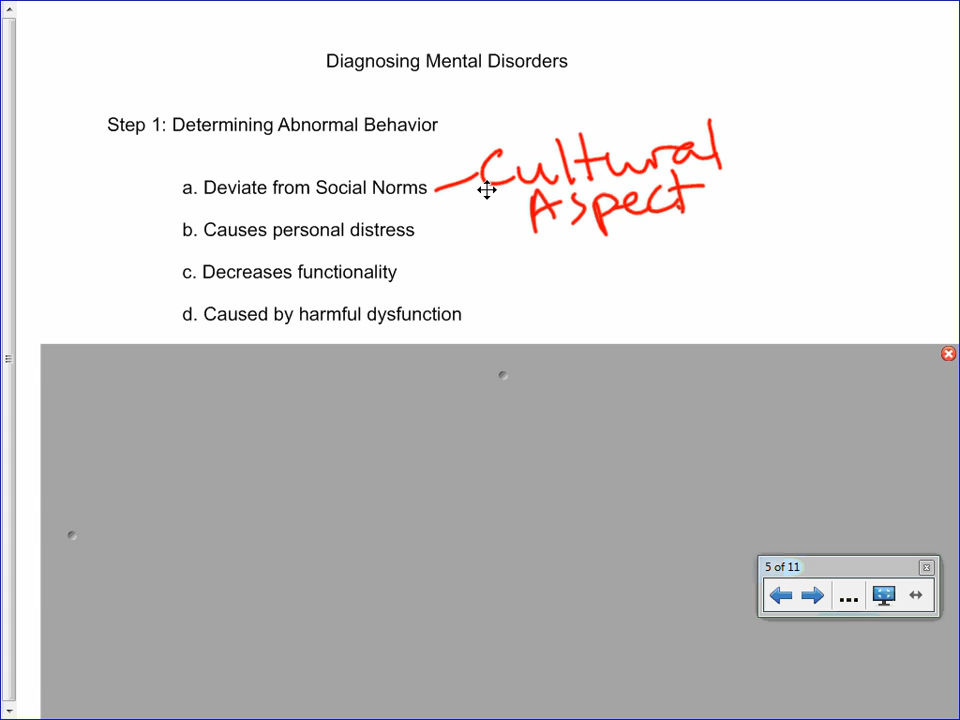 Diagnosing Mental Disorders
Step 1: Determining Abnormal Behavior
a. Deviate from Social Norms
Cultural
Aspect
b. Causes personal distress
c. Decreases functionality
d. Caused by harmful dysfunction
5 of 11
...